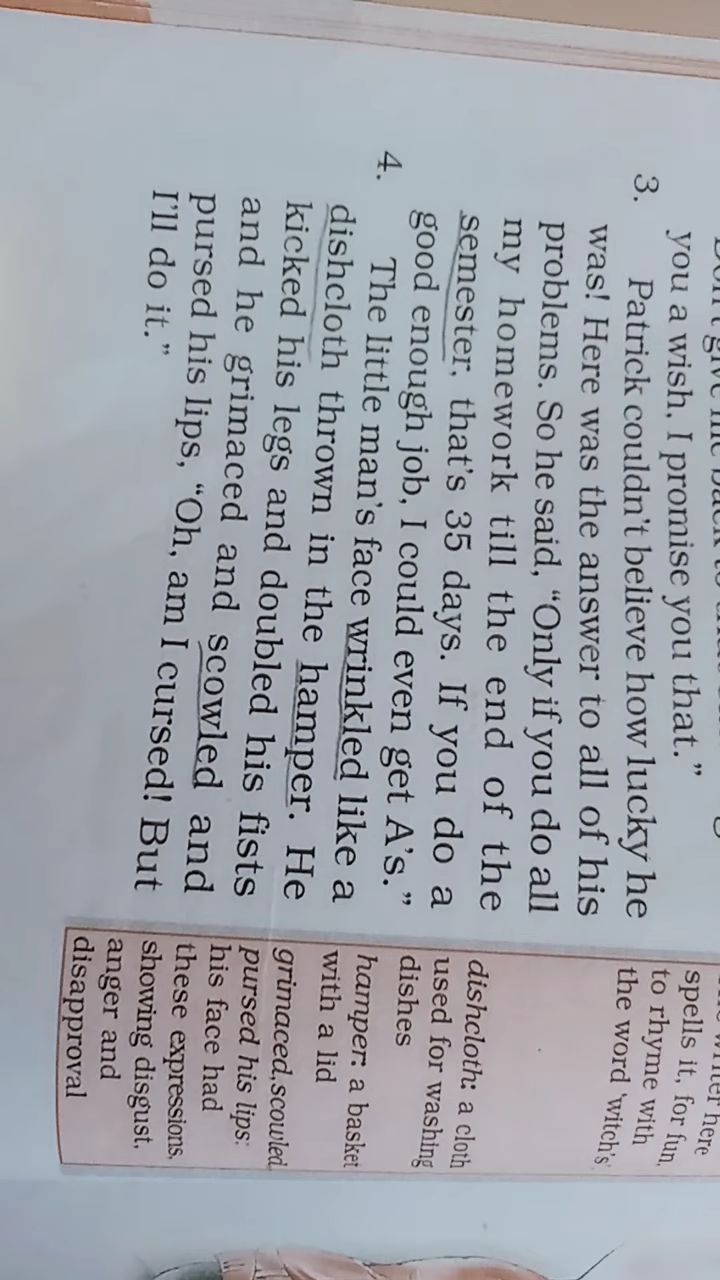 you a wish, I promise you that.”
3. Patrick couldn't believe how lucky he
was! Here was the answer to all of his
problems. So he said, “Only if you do all
my homework till the end of the
semester, that's 35 days. If you do a
good enough job, I could even get A's.”
4. The little man's face wrinkled like a
dishcloth thrown in the hamper. He
kicked his legs and doubled his fists
and he grimaced and scowled and
pursed his lips, “Oh, am I cursed! But
I'll do it.”
here
spells it, for fun,
to rhyme with
the word 'witch's'
dishcloth: a cloth
used for washing
dishes
hamper: a basket
with a lid
grimaced,scowled
pursed his lips:
his face had
these expressions,
showing disgust,
anger and
disapproval